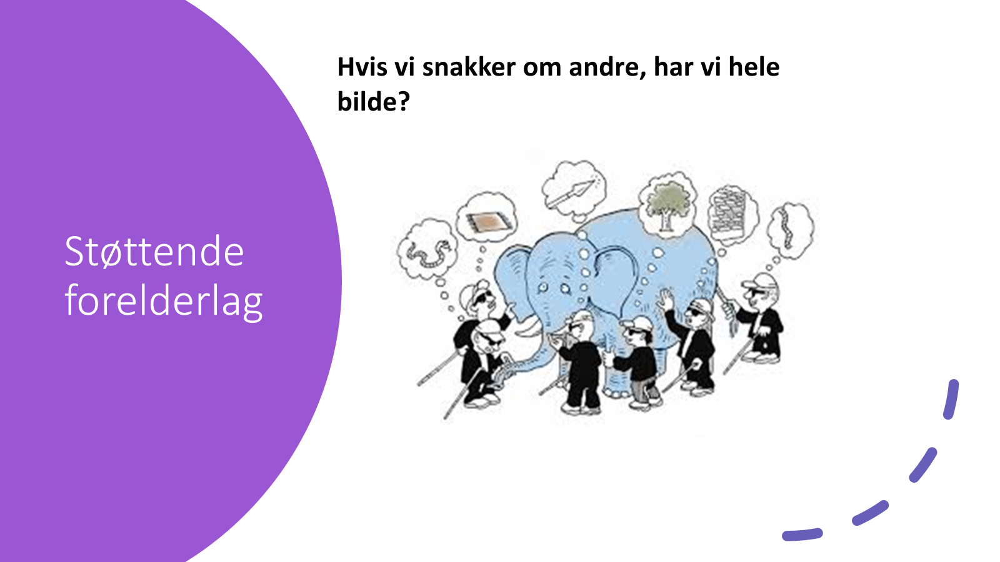 Støttende
forelderlag
Hvis vi snakker om andre, har vi hele
bilde?